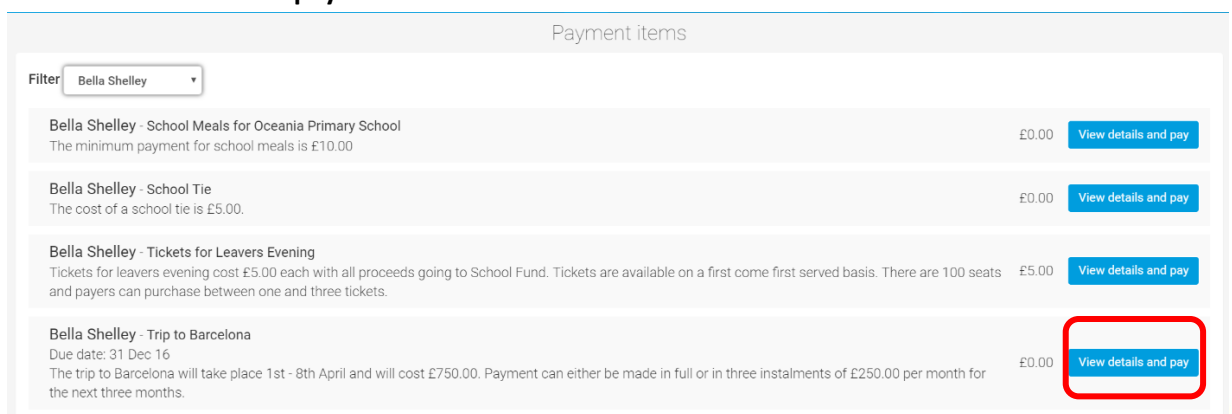 pay
Payment items
Filter Bella Shelley
Bella Shelley - School Meals for Oceania Primary School
The minimum payment for school meals is £10.00
£0.00 View details and pay
Bella Shelley - School Tie
The cost of a school tie is £5.00.
£0.00 View details and pay
Bella Shelley - Tickets for Leavers Evening
Tickets for leavers evening cost £5.00 each with all proceeds going to School Fund. Tickets are available on a first come first served basis. There are 100 seats
and payers can purchase between one and three tickets.
£5.00 View details and pay
Bella Shelley - Trip to Barcelona
Due date: 31 Dec 16
The trip to Barcelona will take place 1st - 8th April and will cost £750.00. Payment can either be made in full or in three instalments of £250.00 per month for
the next three months.
£0.00 View details and pay